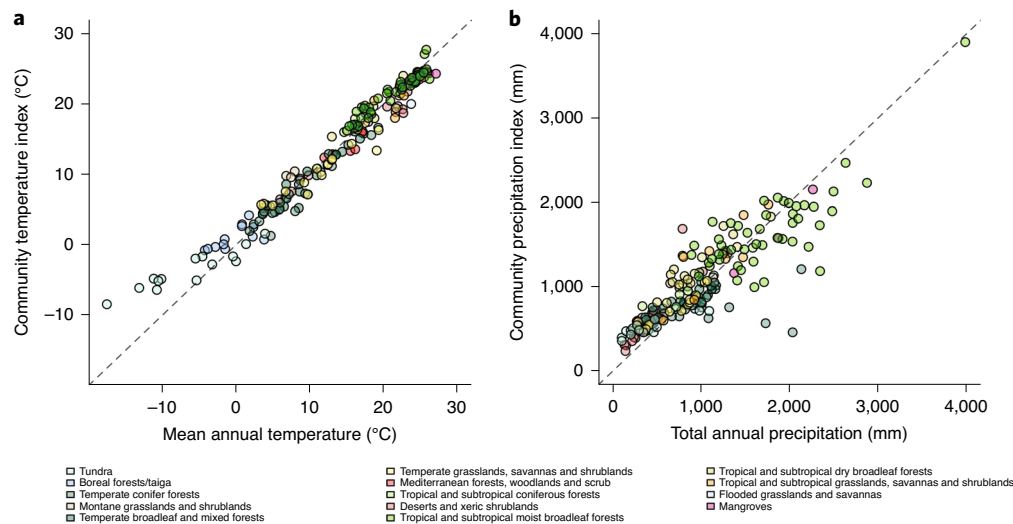 a
b
30
20
10
0
−10
Community temperature index (°C)
−10 0 10 20 30
Mean annual temperature (°C)
4,000
3,000
2,000
1,000
0
Community precipitation index (mm)
0 1,000 2,000 3,000 4,000
Total annual precipitation (mm)
Tundra
Boreal forests/taiga
Temperate conifer forests
Montane grasslands and shrublands
Temperate broadleaf and mixed forests
Temperate grasslands, savannas and shrublands
Mediterranean forests, woodlands and scrub
Tropical and subtropical coniferous forests
Deserts and xeric shrublands
Tropical and subtropical moist broadleaf forests
Tropical and subtropical dry broadleaf forests
Tropical and subtropical grasslands, savannas and shrublands
Flooded grasslands and savannas
Mangroves